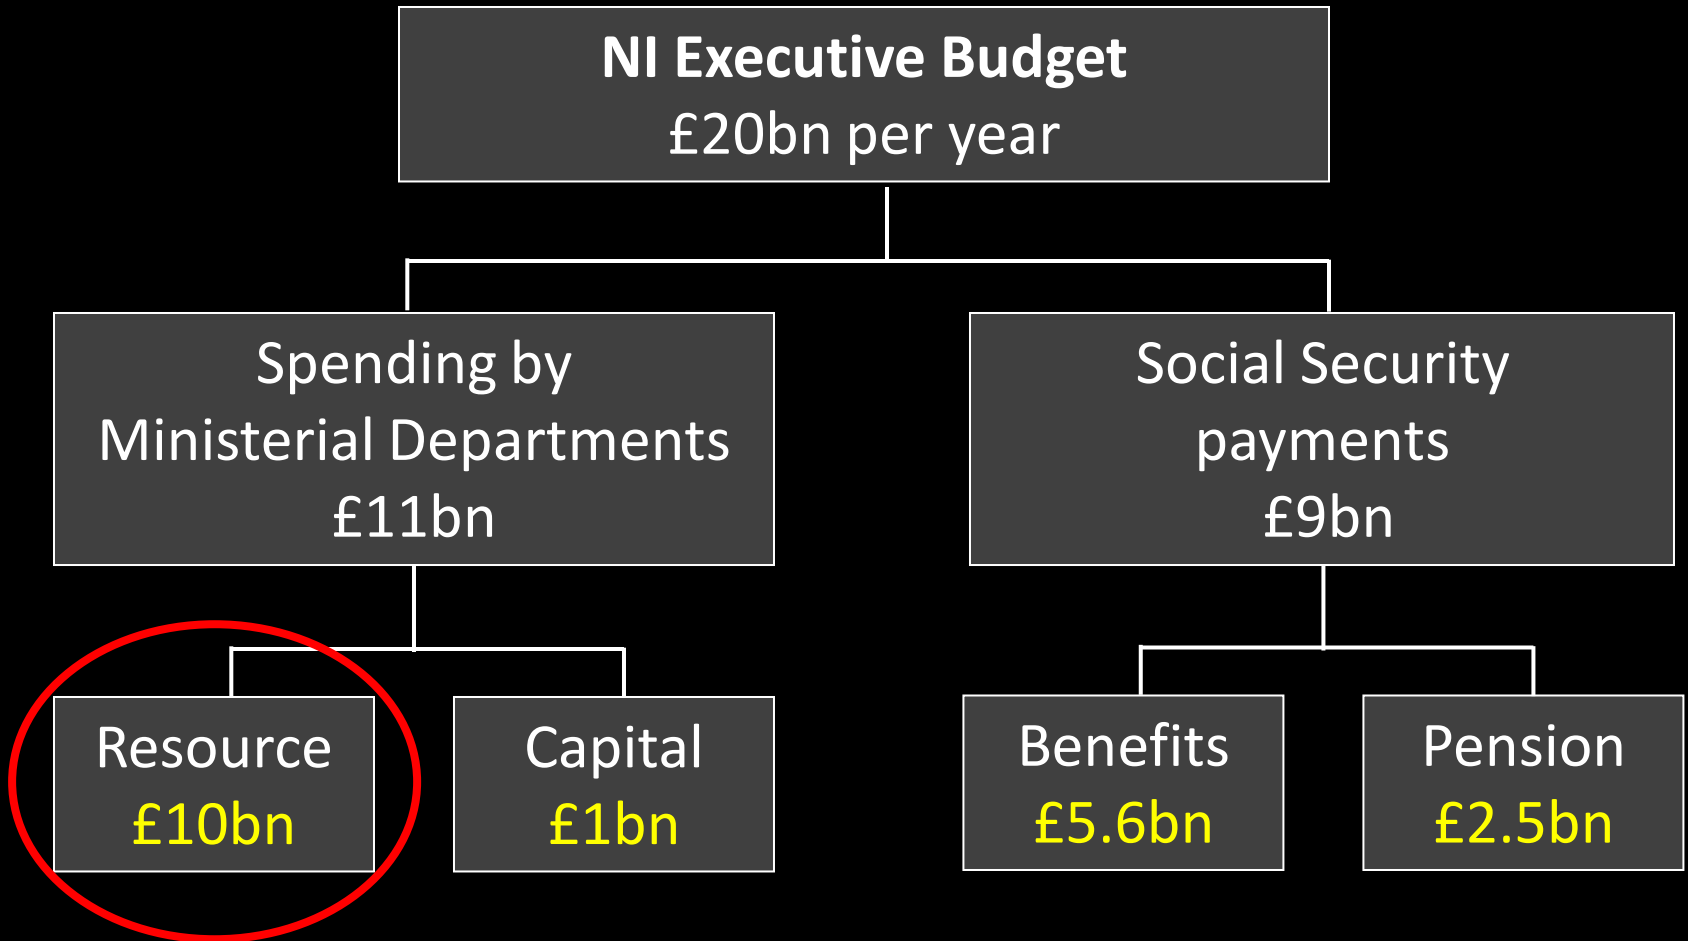 NI Executive Budget
£20bn per year
Spending by
Ministerial Departments
£11bn
Social Security
payments
£9bn
Resource
£10bn
Capital
£1bn
Benefits
£5.6bn
Pension
£2.5bn